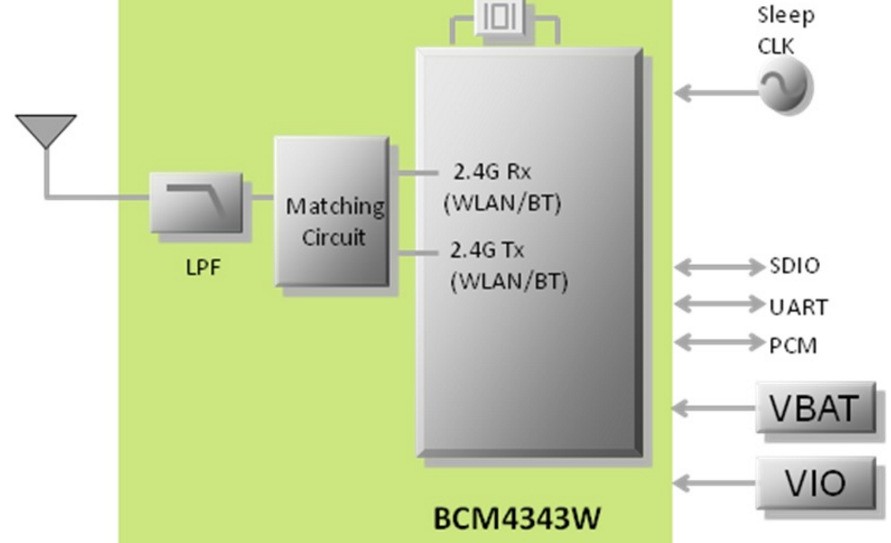 Sleep
CLK
2.4G Rx
(WLAN/BT)
Matching
Circuit
2.4G Tx
(WLAN/BT)
LPF
SDIO
UART
PCM
VBAT
VIO
BCM4343W